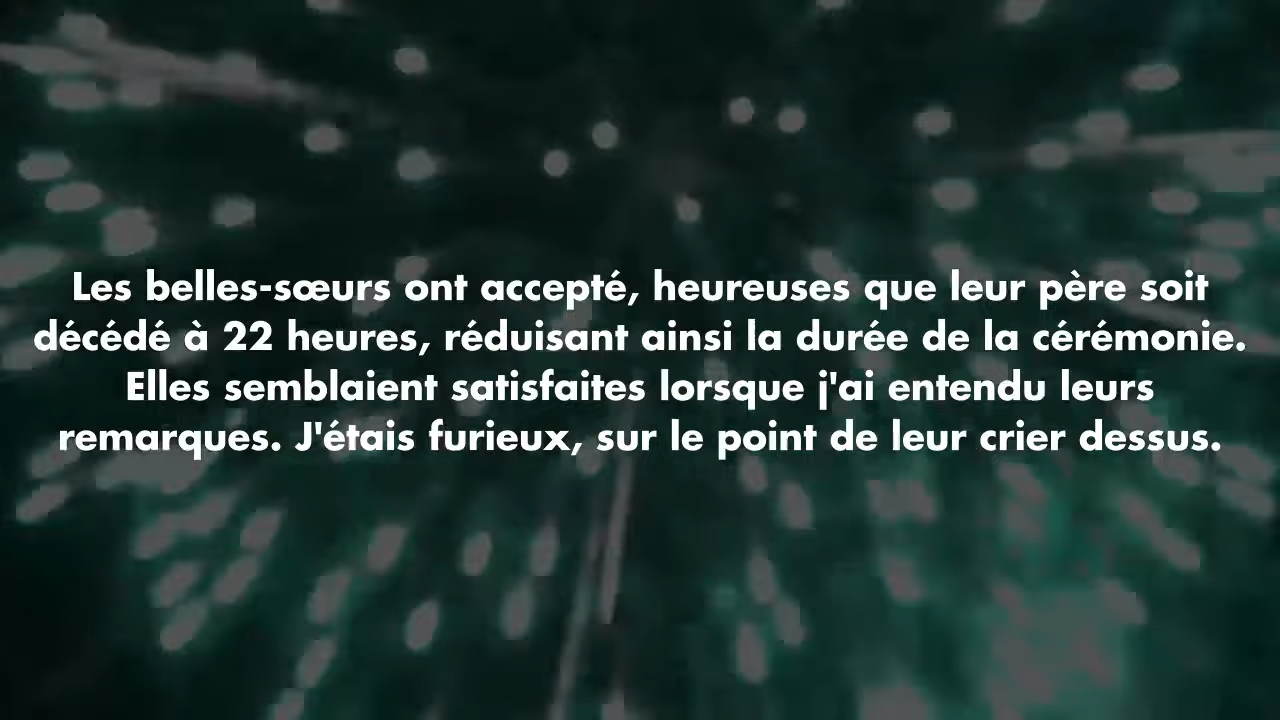 Les belles-sœurs ont accepté, heureuses que leur père soit
décédé à 22 heures, réduisant ainsi la durée de la cérémonie.
Elles semblaient satisfaites lorsque j'ai entendu leurs
remarques. J'étais furieux, sur le point de leur crier dessus.